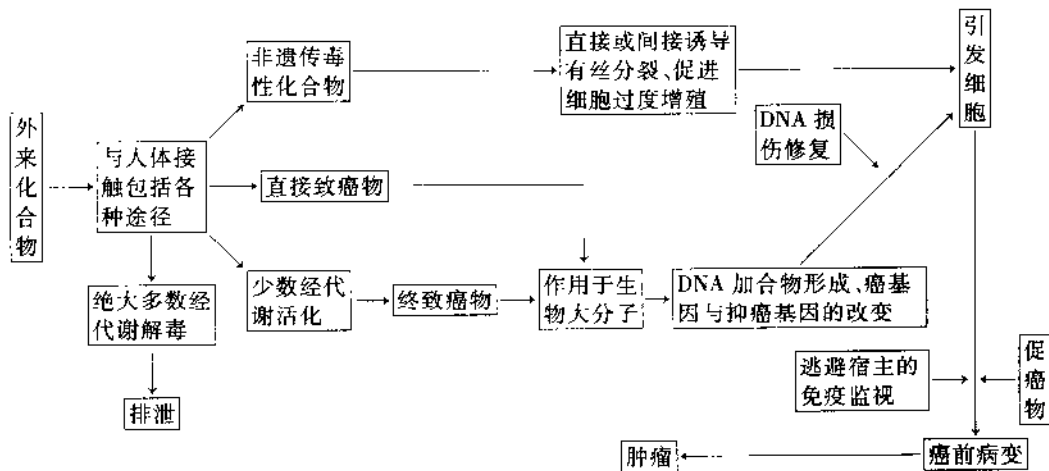 非遗传毒
性化合物
直接或间接诱导
有丝分裂、促进
细胞过度增殖
引
发
细
胞
外
来
化
合
物
与人体接
触包括各
种途径
直接致癌物
DNA 损
伤修复
绝大多数经
代谢解毒
少数经代
谢活化
终致癌物
作用于生
物大分子
DNA 加合物形成、癌基
因与抑癌基因的改变
排泄
逃避宿主的
免疫监视
促
癌
物
肿瘤
癌前病变